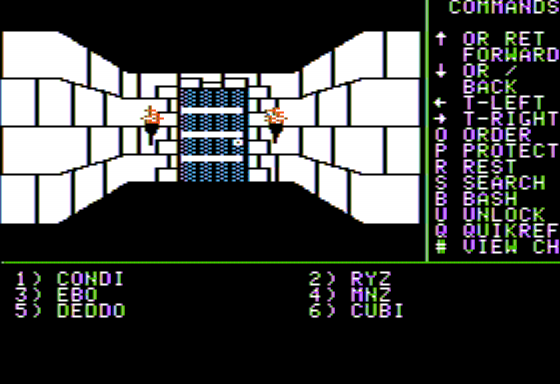 COMMANDS
↑ OR RET
FORWARD
↓ OR /
BACK
← T-LEFT
→ T-RIGHT
O ORDER
P PROTECT
R REST
S SEARCH
B BASH
U UNLOCK
Q QUIKREF
# VIEW CH
1) CONDI 2) RYZ
3) EBO 4) MNZ
5) DEDDO 6) CUBI